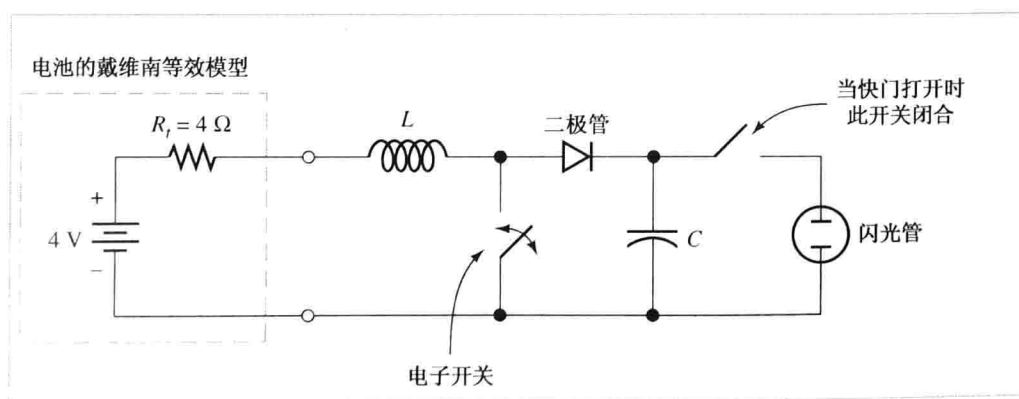 电池的戴维南等效模型
Rt = 4 Ω
L
二极管
当快门打开时
此开关闭合
+
4 V
−
C
闪光管
电子开关